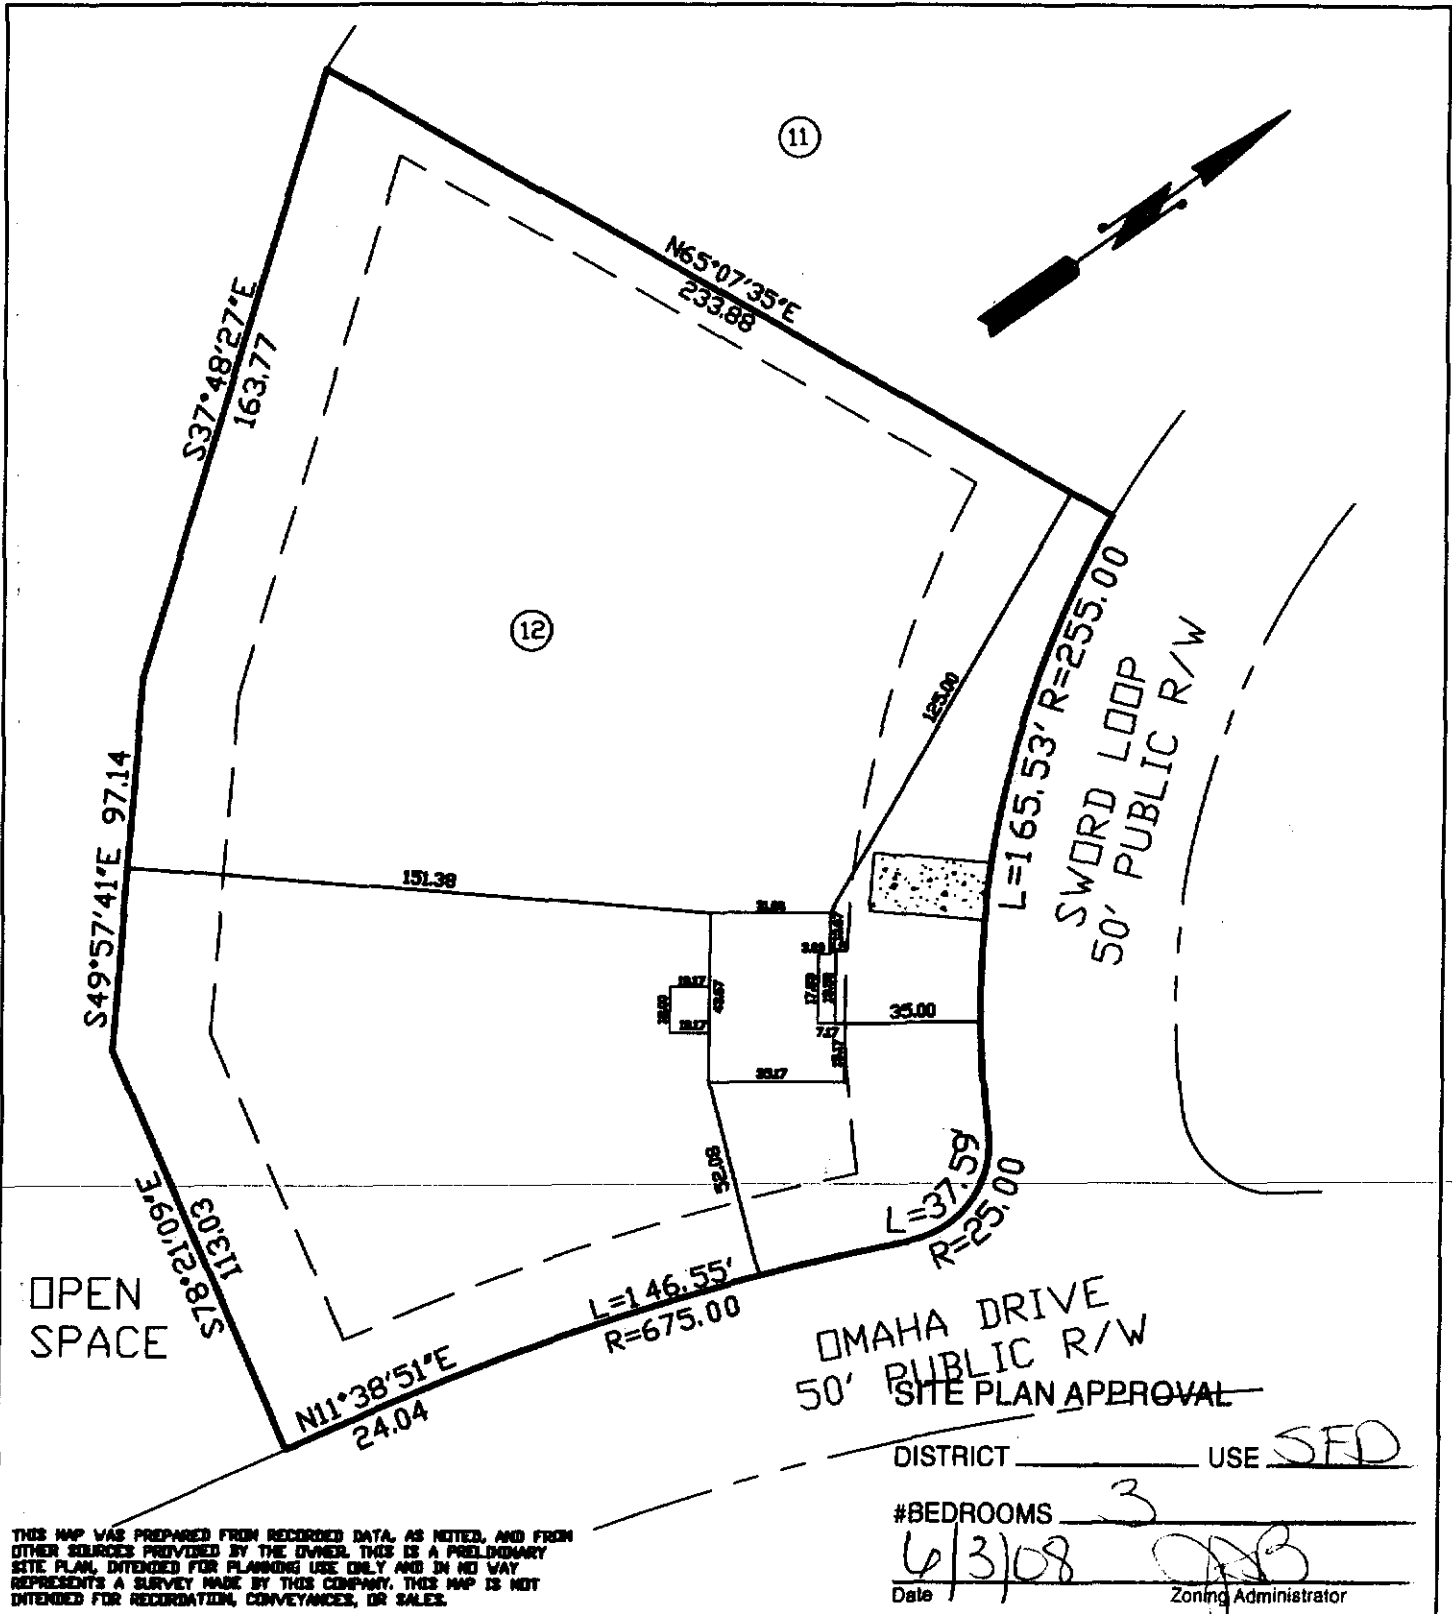 11
N65°07'35"E
233.88
S37°48'27"E
163.77
12
L=165.53' R=255.00
SWORD LOOP
50' PUBLIC R/W
125.00
S49°57'41"E 97.14
151.38
43.67
35.00
7.17
52.08
L=37.59'
R=25.00
S78°21'09"E
113.03
OPEN
SPACE
L=146.55'
R=675.00
N11°38'51"E
24.04
OMAHA DRIVE
50' PUBLIC R/W
SITE PLAN APPROVAL
DISTRICT USE SFD
#BEDROOMS 3
6/3/08
Date Zoning Administrator
THIS MAP WAS PREPARED FROM RECORDED DATA, AS NOTED, AND FROM
OTHER SOURCES PROVIDED BY THE OWNER. THIS IS A PRELIMINARY
SITE PLAN, INTENDED FOR PLANNING USE ONLY AND IN NO WAY
REPRESENTS A SURVEY MADE BY THIS COMPANY. THIS MAP IS NOT
INTENDED FOR RECORDATION, CONVEYANCES, OR SALES.